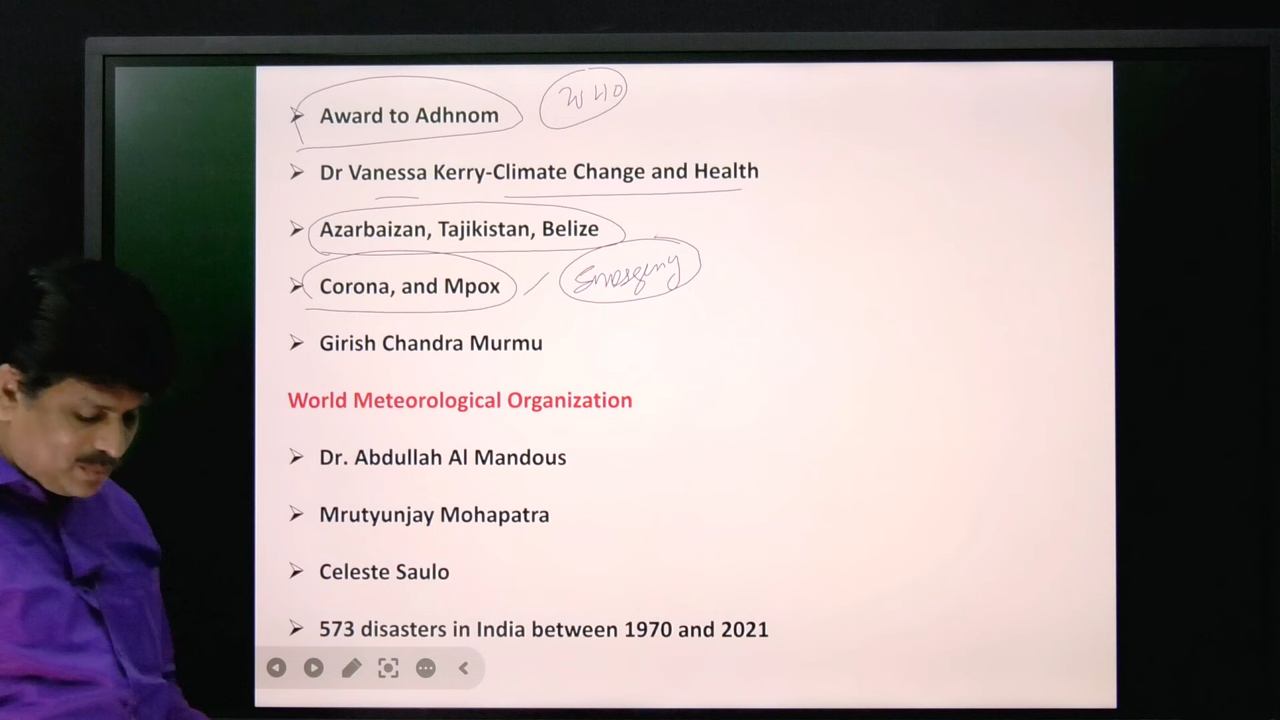 Award to Adhnom WHO
Dr Vanessa Kerry-Climate Change and Health
Azarbaizan, Tajikistan, Belize
Corona, and Mpox
Girish Chandra Murmu
World Meteorological Organization
Dr. Abdullah Al Mandous
Mrutyunjay Mohapatra
Celeste Saulo
573 disasters in India between 1970 and 2021